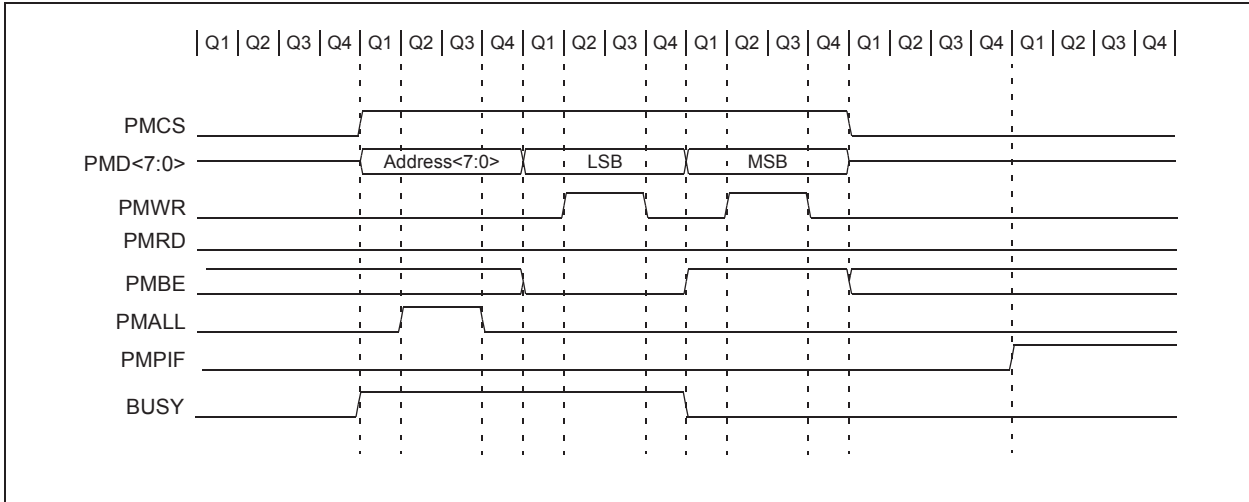 Q1 Q2 Q3 Q4 Q1 Q2 Q3 Q4 Q1 Q2 Q3 Q4 Q1 Q2 Q3 Q4 Q1 Q2 Q3 Q4 Q1 Q2 Q3 Q4
PMCS
PMD<7:0> Address<7:0> LSB MSB
PMWR
PMRD
PMBE
PMALL
PMPIF
BUSY